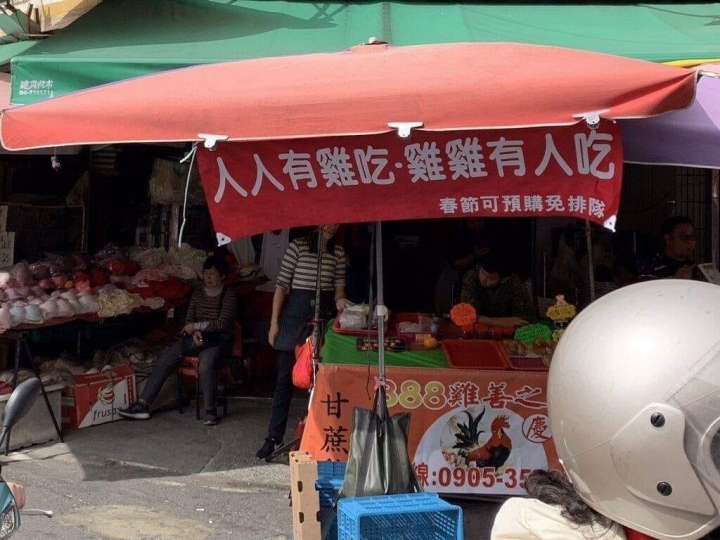 人人有雞吃·雞雞有人吃
春節可預購免排隊
888雞善之
慶
甘蔗
線:0905-35